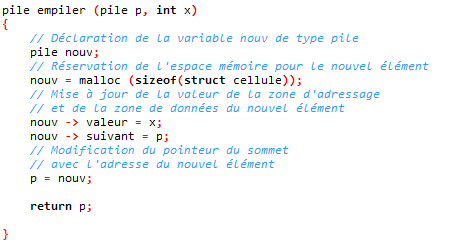 pile empiler (pile p, int x)
{
// Déclaration de la variable nouv de type pile
pile nouv;
// Réservation de l'espace mémoire pour le nouvel élément
nouv = malloc (sizeof(struct cellule));
// Mise à jour de la valeur de la zone d'adressage
// et de la zone de données du nouvel élément
nouv -> valeur = x;
nouv -> suivant = p;
// Modification du pointeur du sommet
// avec l'adresse du nouvel élément
p = nouv;
return p;
}